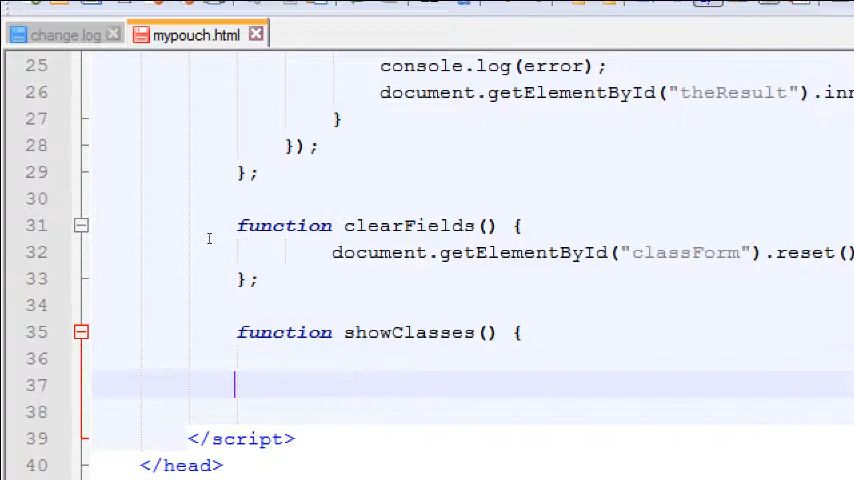 change.log mypouch.html
25 console.log(error);
26 document.getElementById("theResult").inn
27 }
28 });
29 };
30
31 function clearFields() {
32 document.getElementById("classForm").reset()
33 };
34
35 function showClasses() {
36
37
38
39 </script>
40 </head>